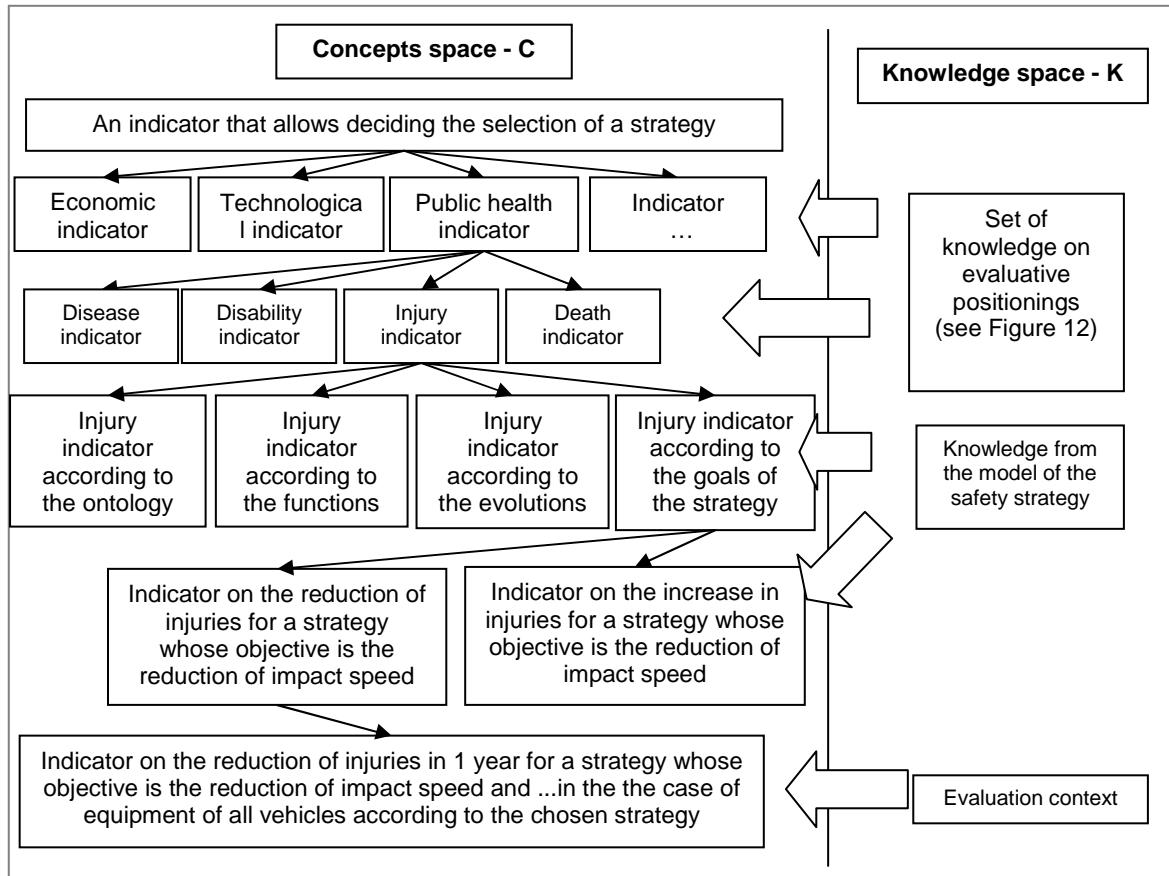 Concepts space - C
Knowledge space - K
An indicator that allows deciding the selection of a strategy
Economic
indicator
Technologica
l indicator
Public health
indicator
Indicator
…
Set of
knowledge on
evaluative
positionings
(see Figure 12)
Disease
indicator
Disability
indicator
Injury
indicator
Death
indicator
Injury
indicator
according to
the ontology
Injury
indicator
according to
the functions
Injury
indicator
according to
the evolutions
Injury indicator
according to
the goals of
the strategy
Knowledge from
the model of the
safety strategy
Indicator on the reduction of
injuries for a strategy
whose objective is the
reduction of impact speed
Indicator on the increase in
injuries for a strategy whose
objective is the reduction of
impact speed
Indicator on the reduction of injuries in 1 year for a strategy whose
objective is the reduction of impact speed and ...in the the case of
equipment of all vehicles according to the chosen strategy
Evaluation context